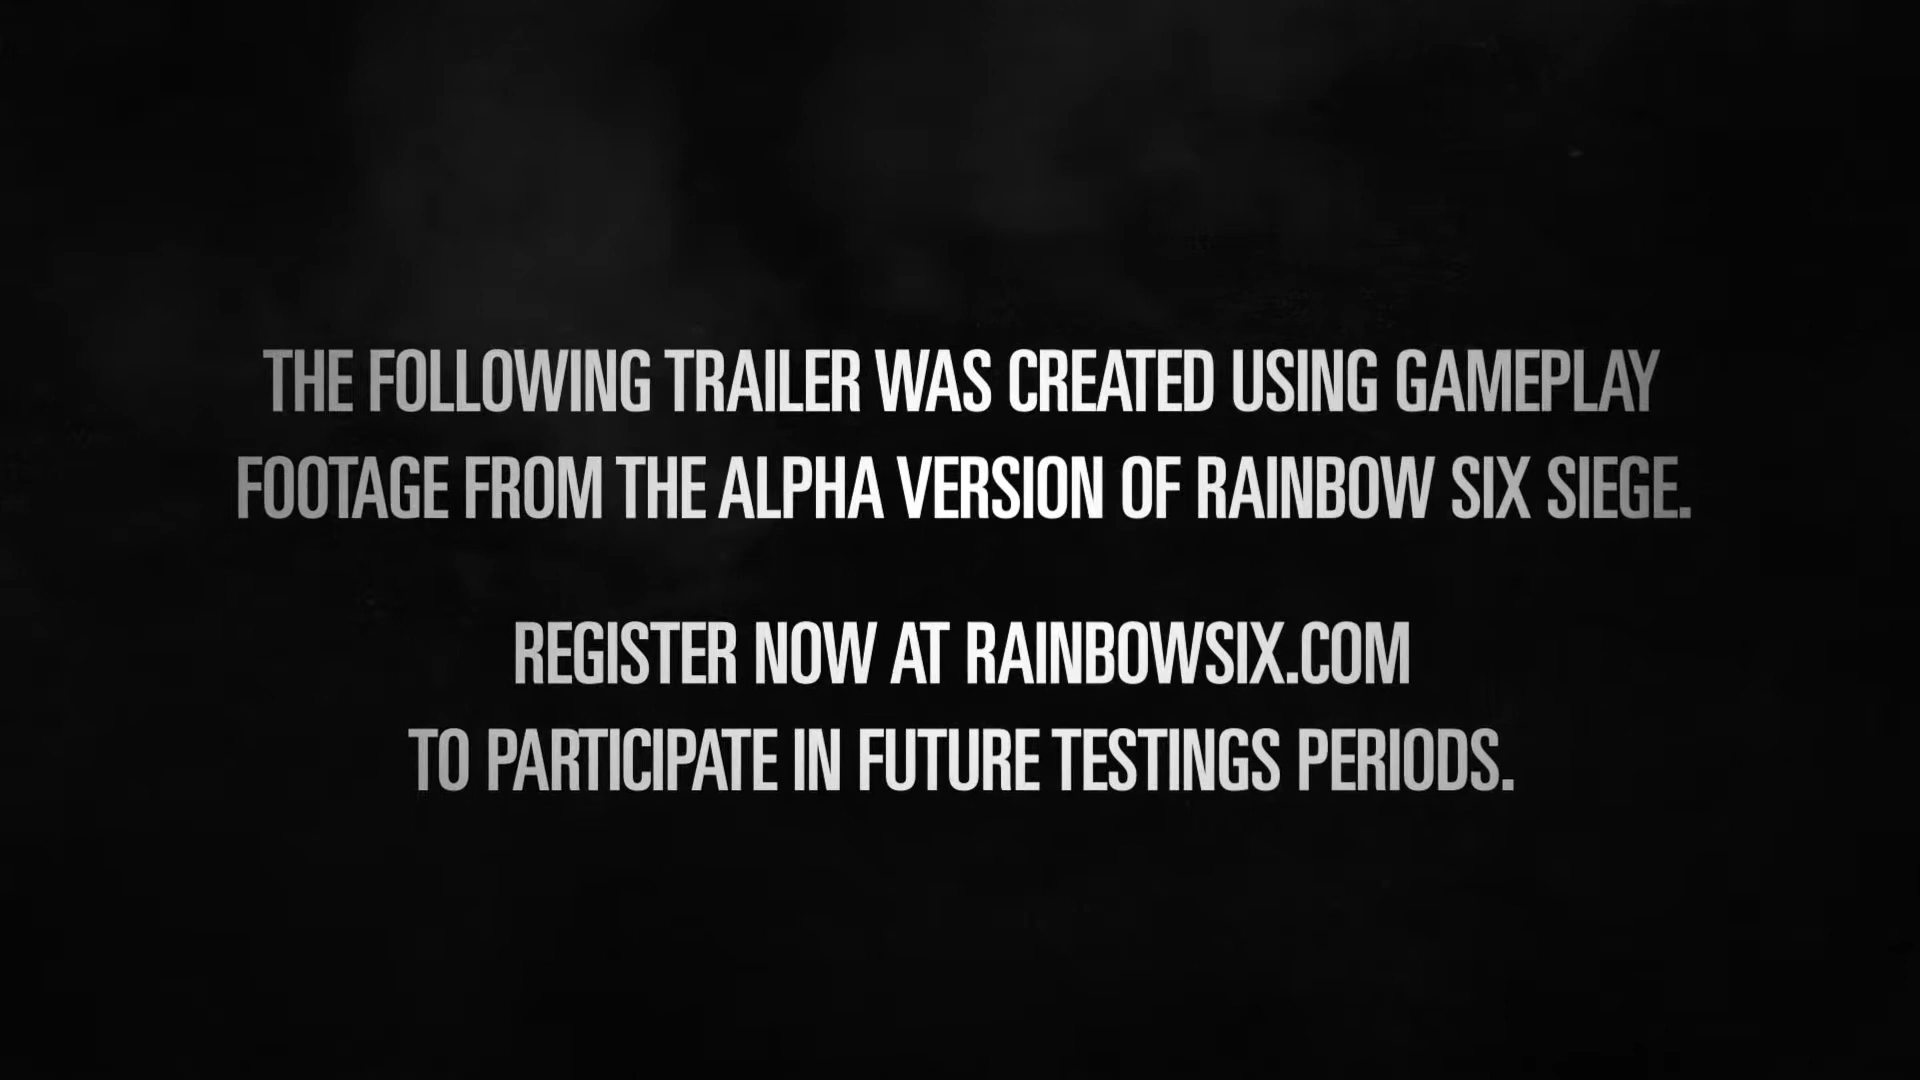 THE FOLLOWING TRAILER WAS CREATED USING GAMEPLAY
FOOTAGE FROM THE ALPHA VERSION OF RAINBOW SIX SIEGE.
REGISTER NOW AT RAINBOWSIX.COM
TO PARTICIPATE IN FUTURE TESTINGS PERIODS.